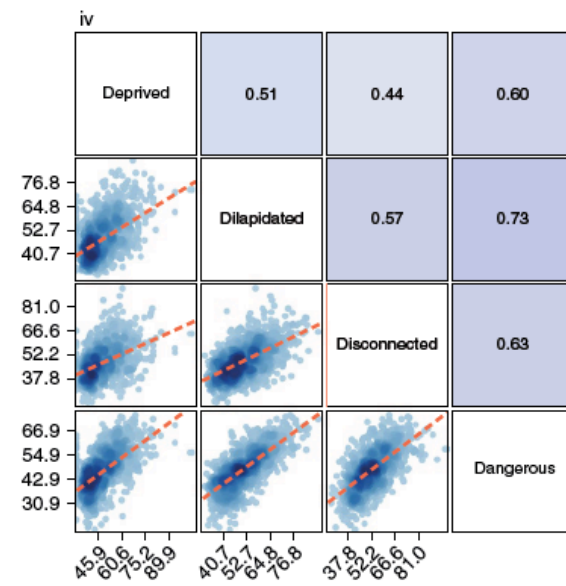 iv
Deprived 0.51 0.44 0.60
76.8
64.8
52.7
40.7
Dilapidated 0.57 0.73
81.0
66.6
52.2
37.8
Disconnected 0.63
66.9
54.9
42.9
30.9
Dangerous
45.9 60.6 75.2 89.9 40.7 52.7 64.8 76.8 37.8 52.2 66.6 81.0